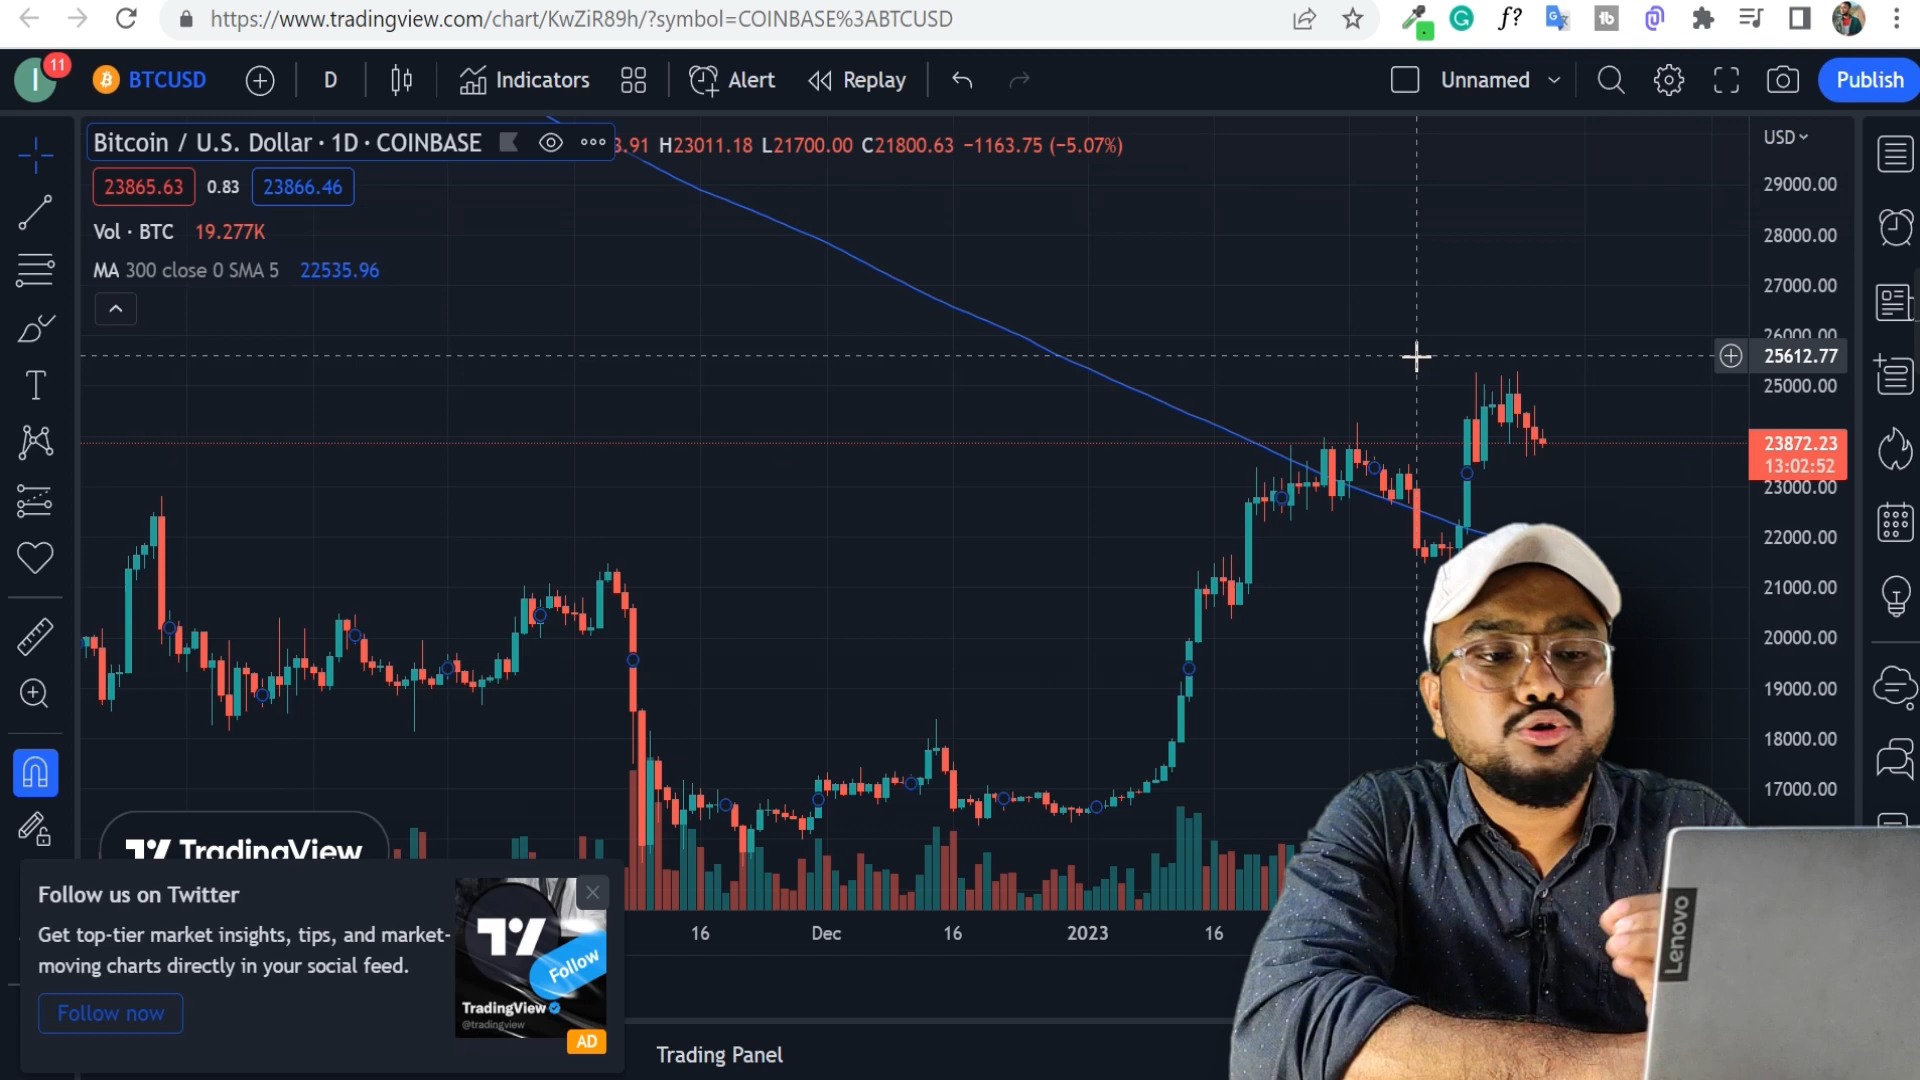 https://www.tradingview.com/chart/KwZiR89h/?symbol=COINBASE%3ABTCUSD
I 11 BTCUSD D Indicators Alert Replay Unnamed Publish
Bitcoin / U.S. Dollar · 1D · COINBASE 3.91 H23011.18 L21700.00 C21800.63 −1163.75 (−5.07%)
USD
23865.63 0.83 23866.46
Vol · BTC 19.277K
MA 300 close 0 SMA 5 22535.96
29000.00
28000.00
27000.00
26000.00
25612.77
25000.00
23872.23
13:02:52
23000.00
22000.00
21000.00
20000.00
19000.00
18000.00
17000.00
TradingView
Follow us on Twitter
Get top-tier market insights, tips, and market-
moving charts directly in your social feed.
Follow now
Follow
TradingView
@tradingview
AD
16 Dec 16 2023 16
Trading Panel
Lenovo